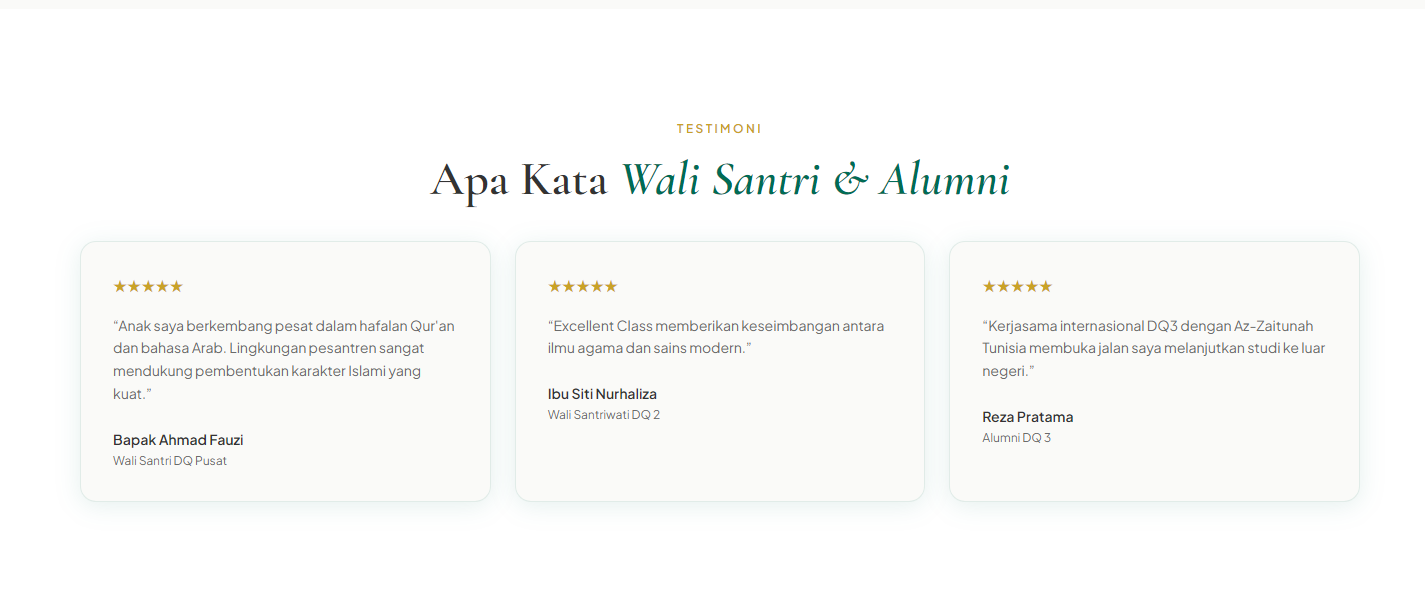 TESTIMONI
Apa Kata Wali Santri & Alumni
★★★★★
“Anak saya berkembang pesat dalam hafalan Qur'an
dan bahasa Arab. Lingkungan pesantren sangat
mendukung pembentukan karakter Islami yang
kuat.”
Bapak Ahmad Fauzi
Wali Santri DQ Pusat
★★★★★
“Excellent Class memberikan keseimbangan antara
ilmu agama dan sains modern.”
Ibu Siti Nurhaliza
Wali Santriwati DQ 2
★★★★★
“Kerjasama internasional DQ3 dengan Az-Zaitunah
Tunisia membuka jalan saya melanjutkan studi ke luar
negeri.”
Reza Pratama
Alumni DQ 3